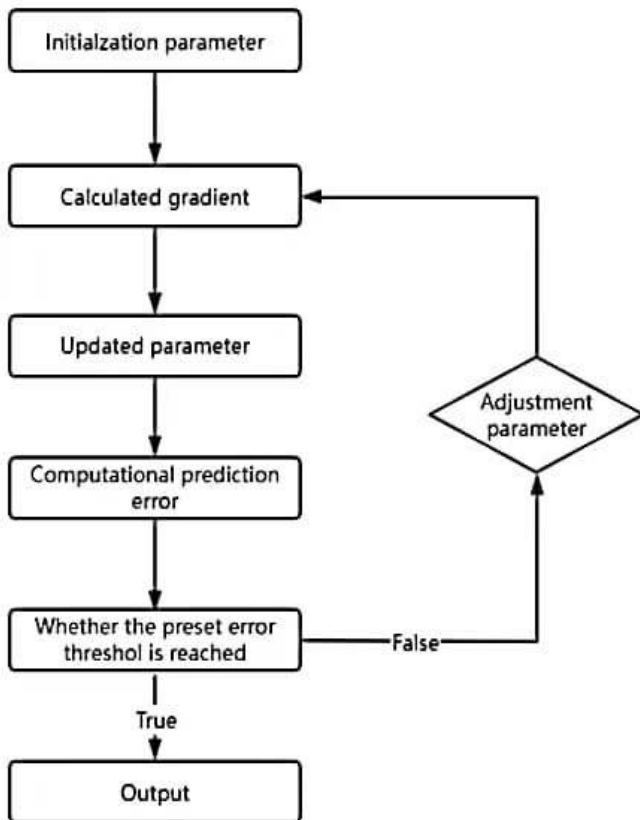 Initialzation parameter
Calculated gradient
Updated parameter
Adjustment
parameter
Computational prediction
error
Whether the preset error
threshol is reached
False
True
Output